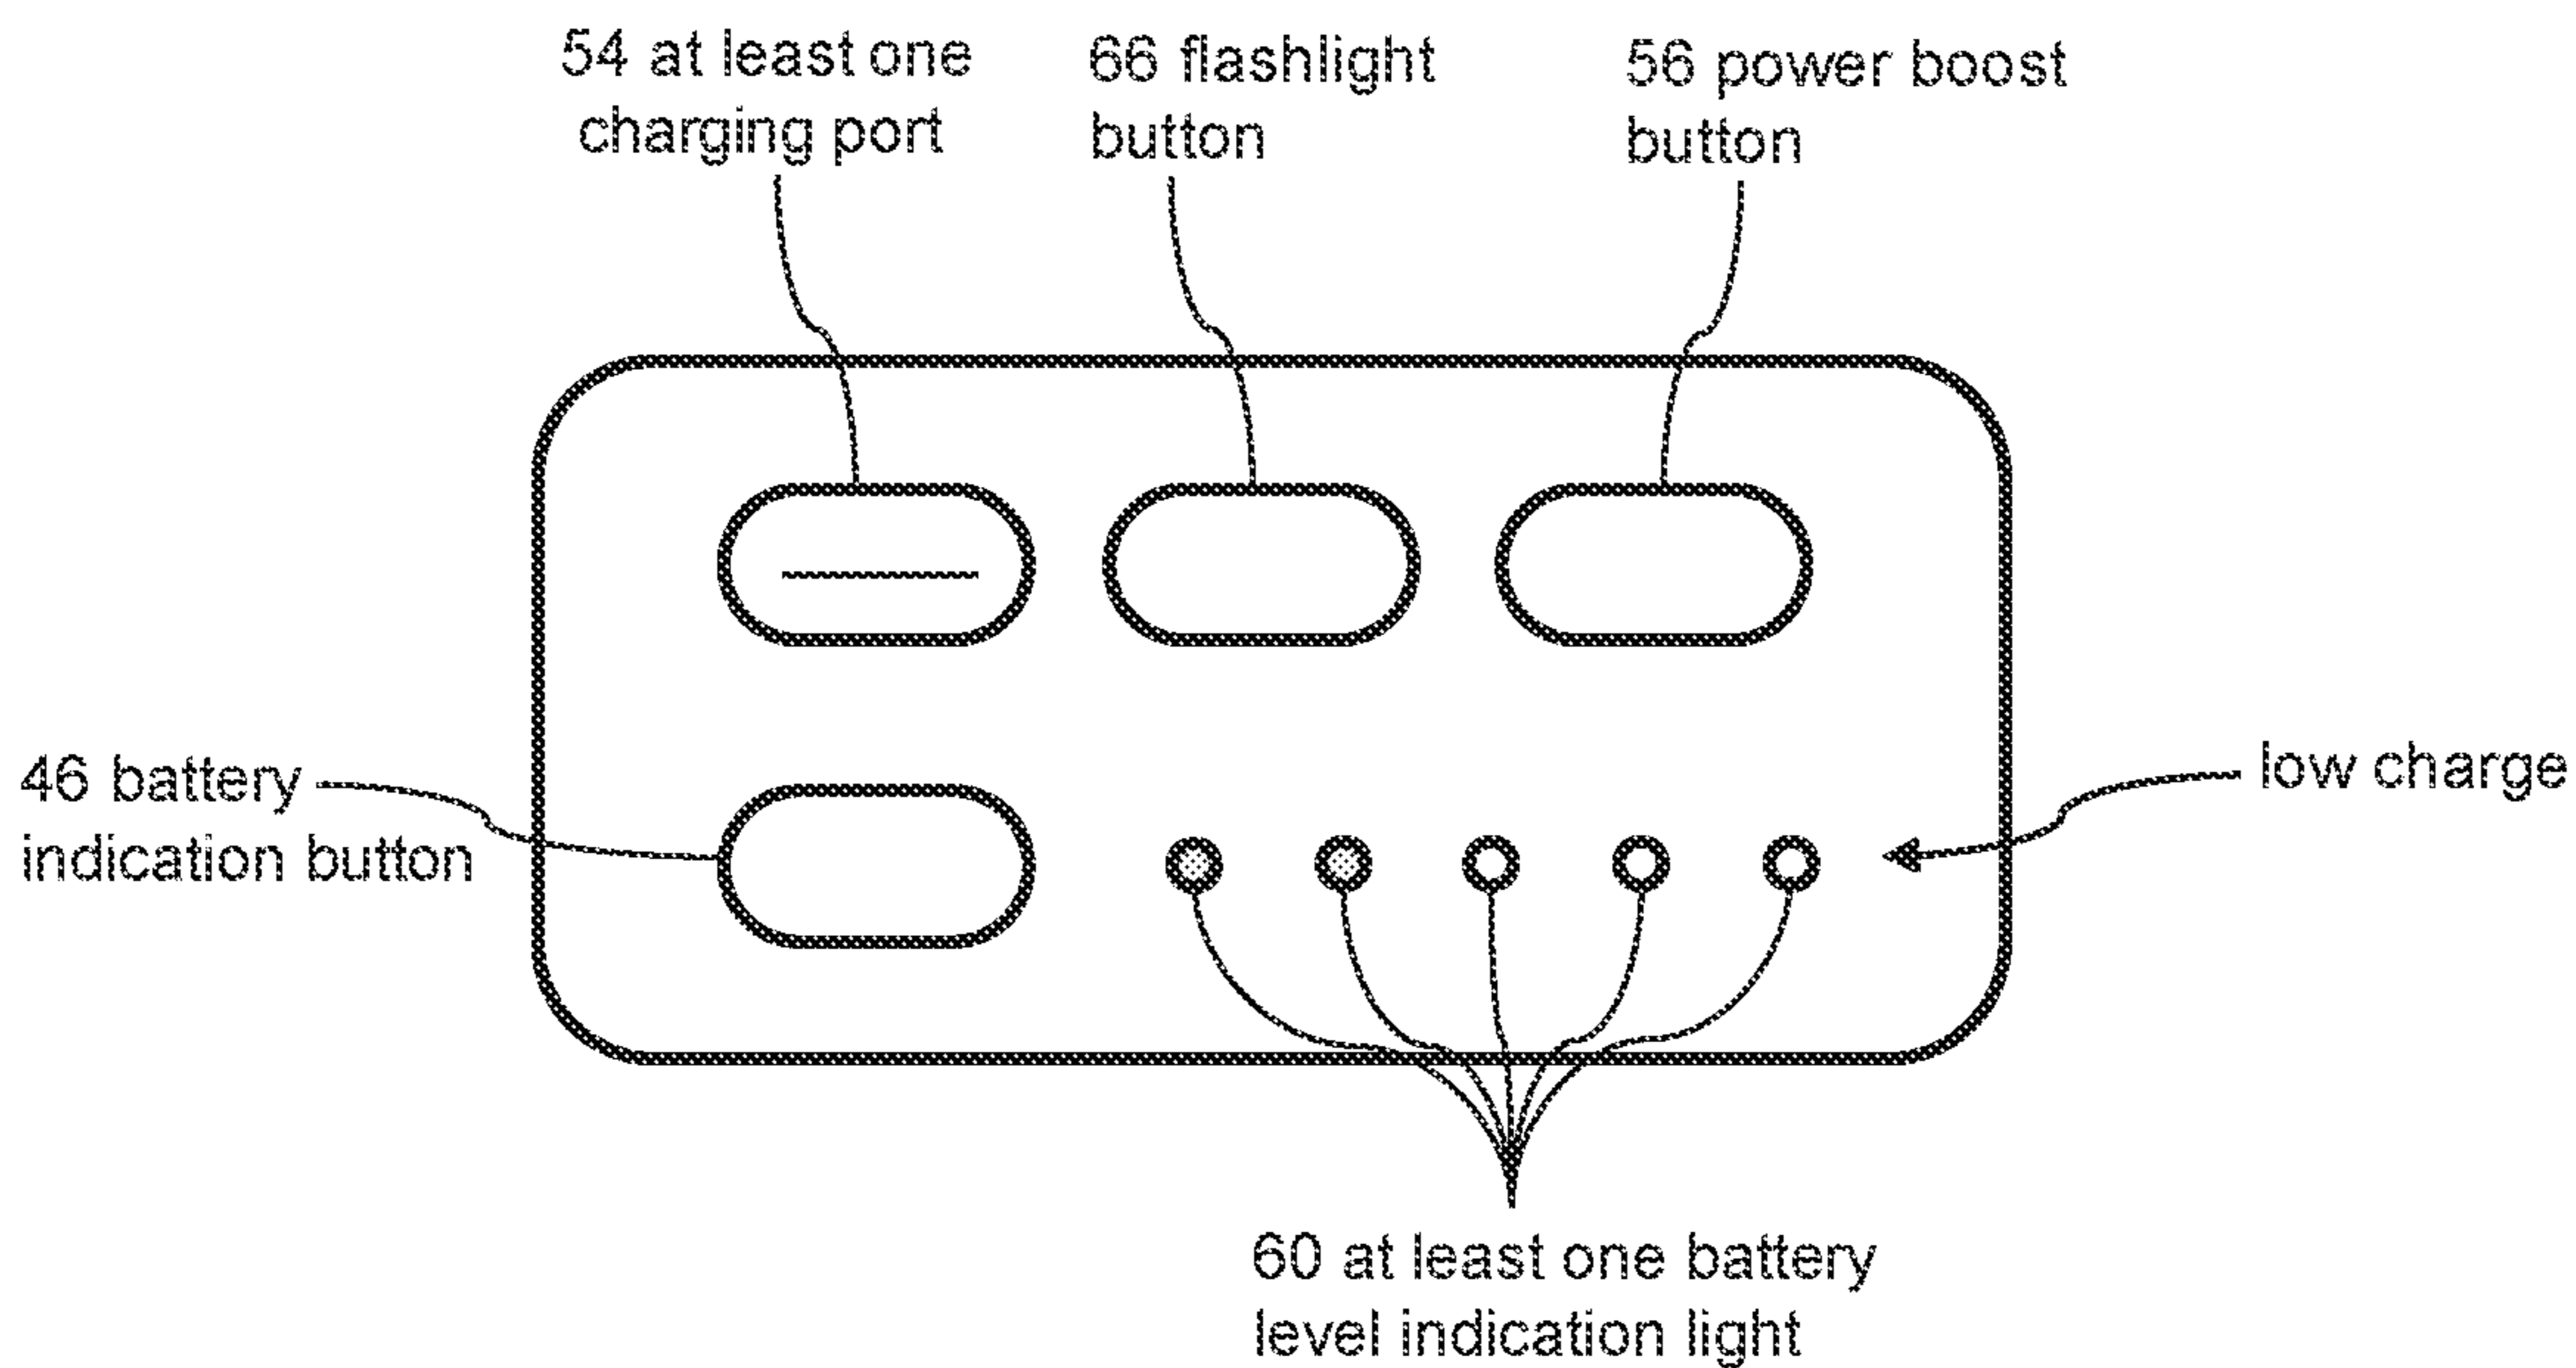 54 at least one
charging port
66 flashlight
button
56 power boost
button
46 battery
indication button
low charge
60 at least one battery
level indication light